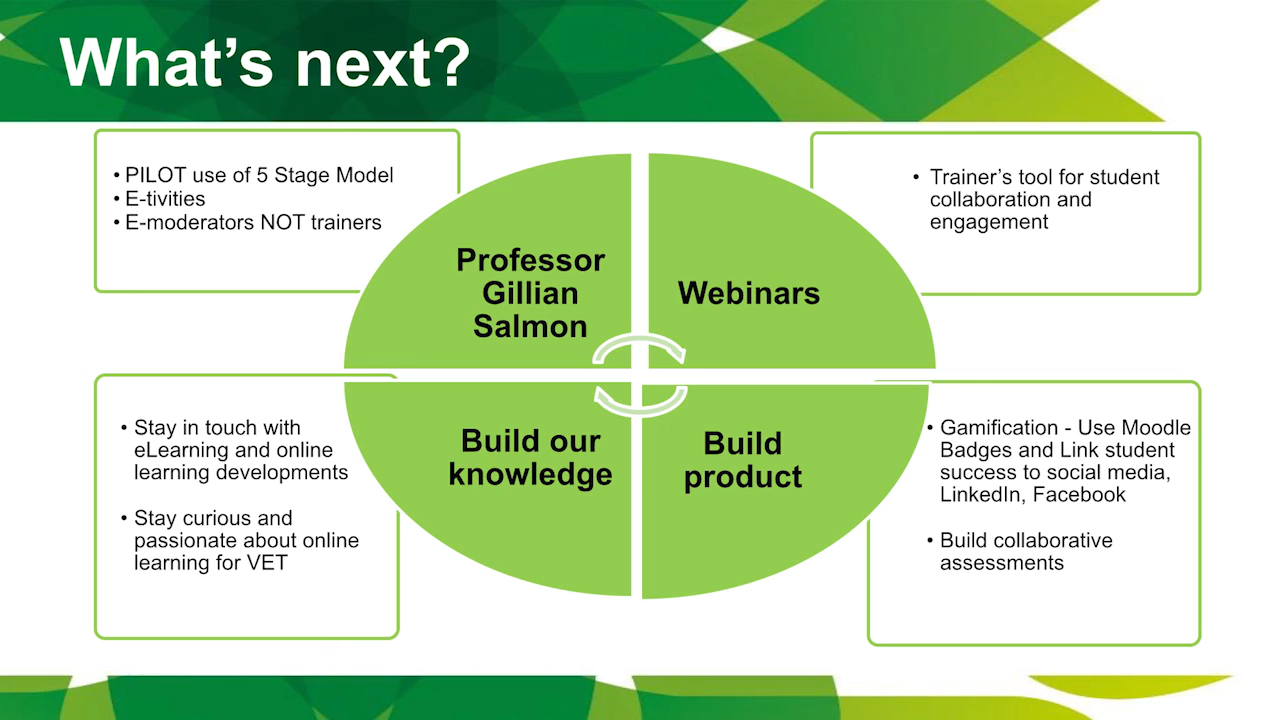 What's next?
• PILOT use of 5 Stage Model
• E-tivities
• E-moderators NOT trainers
Professor
Gillian
Salmon
Webinars
• Trainer's tool for student
collaboration and
engagement
• Stay in touch with
eLearning and online
learning developments
• Stay curious and
passionate about online
learning for VET
Build our
knowledge
Build
product
• Gamification - Use Moodle
Badges and Link student
success to social media,
LinkedIn, Facebook
• Build collaborative
assessments